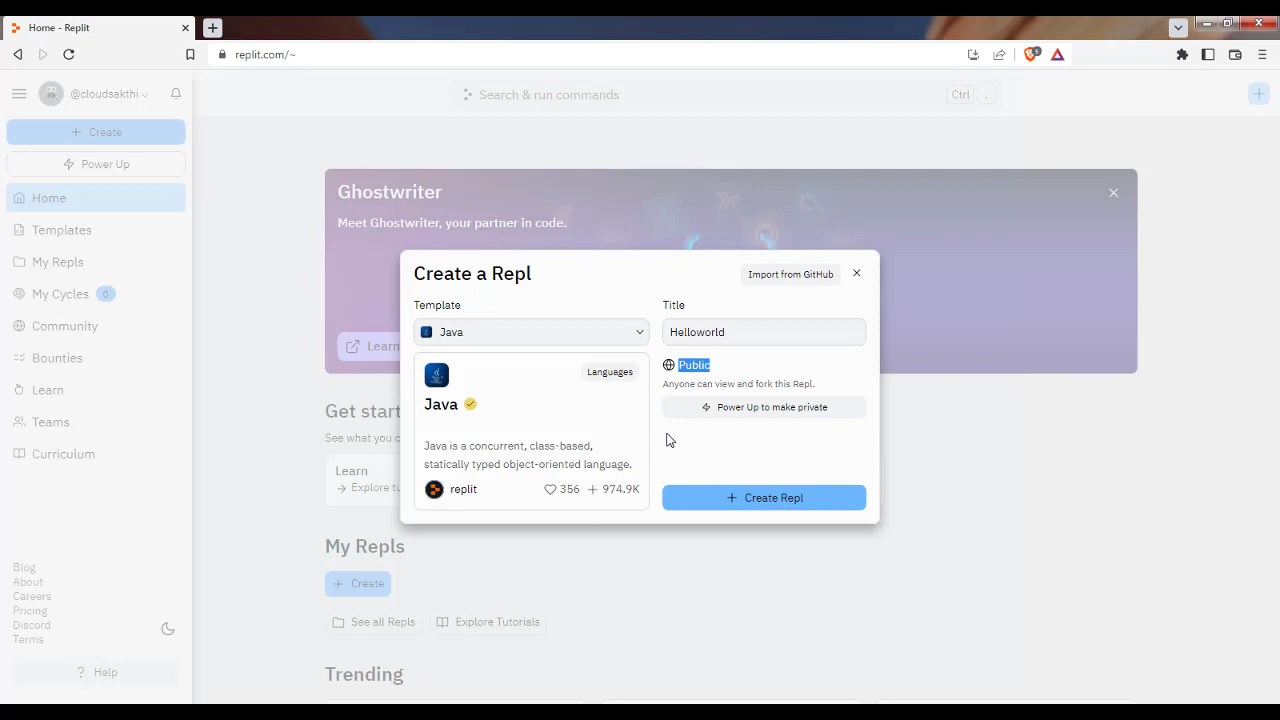 Home - Replit
replit.com/~
5
@cloudsakthi
Search & run commands
Ctrl
.
Create
Power Up
Home
Templates
My Repls
My Cycles 0
Community
Bounties
Learn
Teams
Curriculum
Blog
About
Careers
Pricing
Discord
Terms
Help
Ghostwriter
Meet Ghostwriter, your partner in code.
Learn
Create a Repl
Import from GitHub
Template
Java
Java
Languages
Java is a concurrent, class-based,
statically typed object-oriented language.
replit
356
974.9K
Title
Helloworld
Public
Anyone can view and fork this Repl.
Power Up to make private
Create Repl
Get start
See what you c
Learn
Explore tu
My Repls
Create
See all Repls
Explore Tutorials
Trending